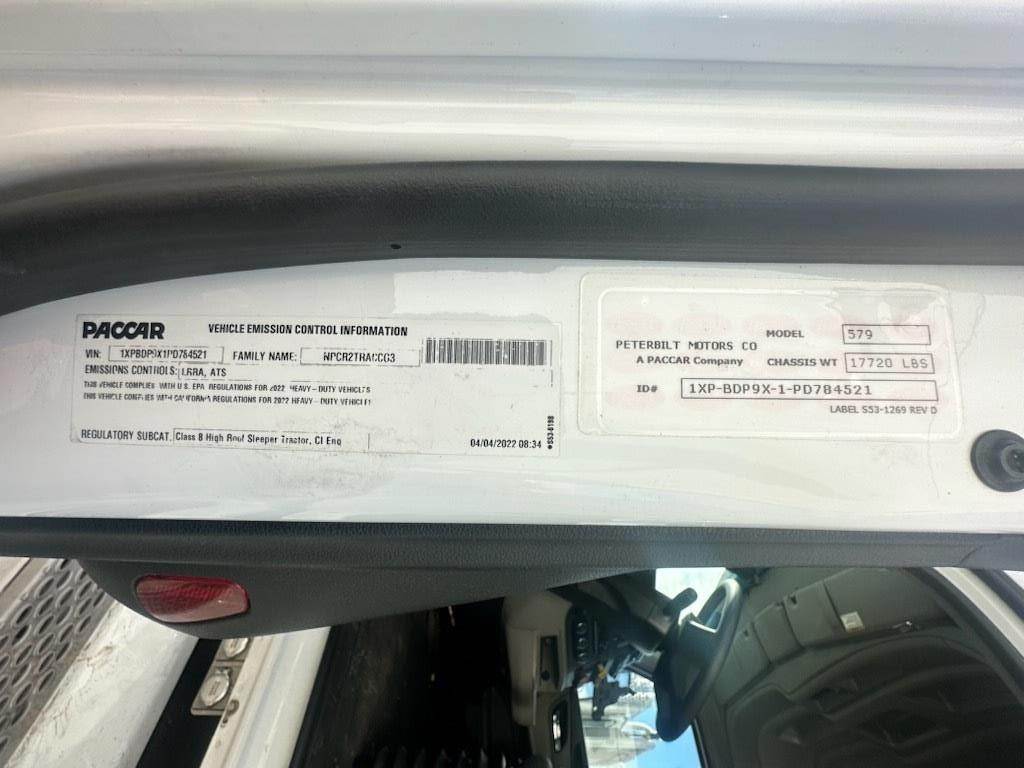 PACCAR VEHICLE EMISSION CONTROL INFORMATION
VIN: 1XPBDP9X1PD784521 FAMILY NAME: NPCR2TRACCG3
EMISSIONS CONTROLS: LRRA, ATS
THIS VEHICLE COMPLIES WITH U.S. EPA REGULATIONS FOR 2022 HEAVY - DUTY VEHICLES
THIS VEHICLE COMPLIES WITH CALIFORNIA REGULATIONS FOR 2022 HEAVY - DUTY VEHICLES
REGULATORY SUBCAT. Class 8 High Roof Sleeper Tractor, CI Eng
04/04/2022 08:34
PETERBILT MOTORS CO
A PACCAR Company
MODEL 579
CHASSIS WT 17720 LBS
ID# 1XP-BDP9X-1-PD784521
LABEL S53-1269 REV D